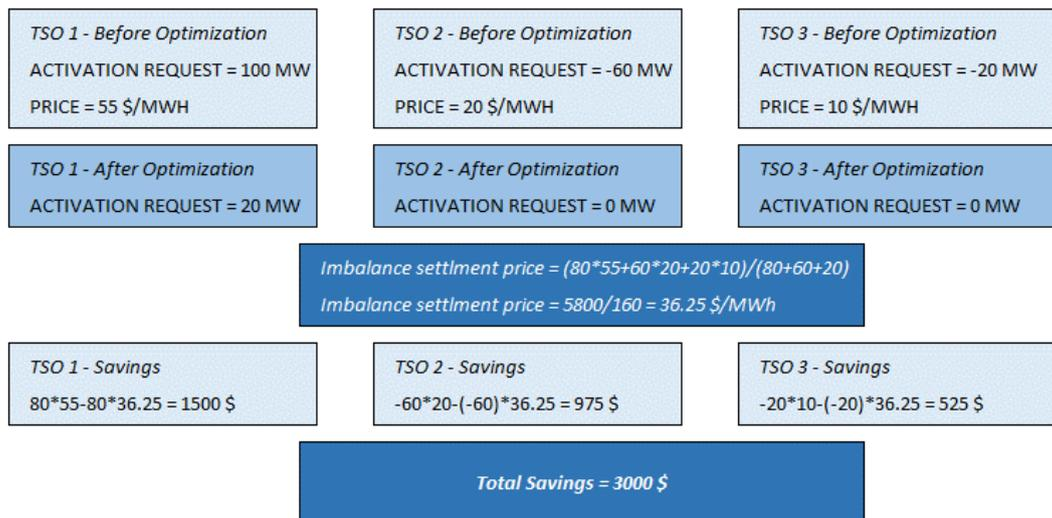 TSO 1 - Before Optimization
ACTIVATION REQUEST = 100 MW
PRICE = 55 $/MWH
TSO 2 - Before Optimization
ACTIVATION REQUEST = -60 MW
PRICE = 20 $/MWH
TSO 3 - Before Optimization
ACTIVATION REQUEST = -20 MW
PRICE = 10 $/MWH
TSO 1 - After Optimization
ACTIVATION REQUEST = 20 MW
TSO 2 - After Optimization
ACTIVATION REQUEST = 0 MW
TSO 3 - After Optimization
ACTIVATION REQUEST = 0 MW
Imbalance settlment price = (80*55+60*20+20*10)/(80+60+20)
Imbalance settlment price = 5800/160 = 36.25 $/MWh
TSO 1 - Savings
80*55-80*36.25 = 1500 $
TSO 2 - Savings
-60*20-(-60)*36.25 = 975 $
TSO 3 - Savings
-20*10-(-20)*36.25 = 525 $
Total Savings = 3000 $